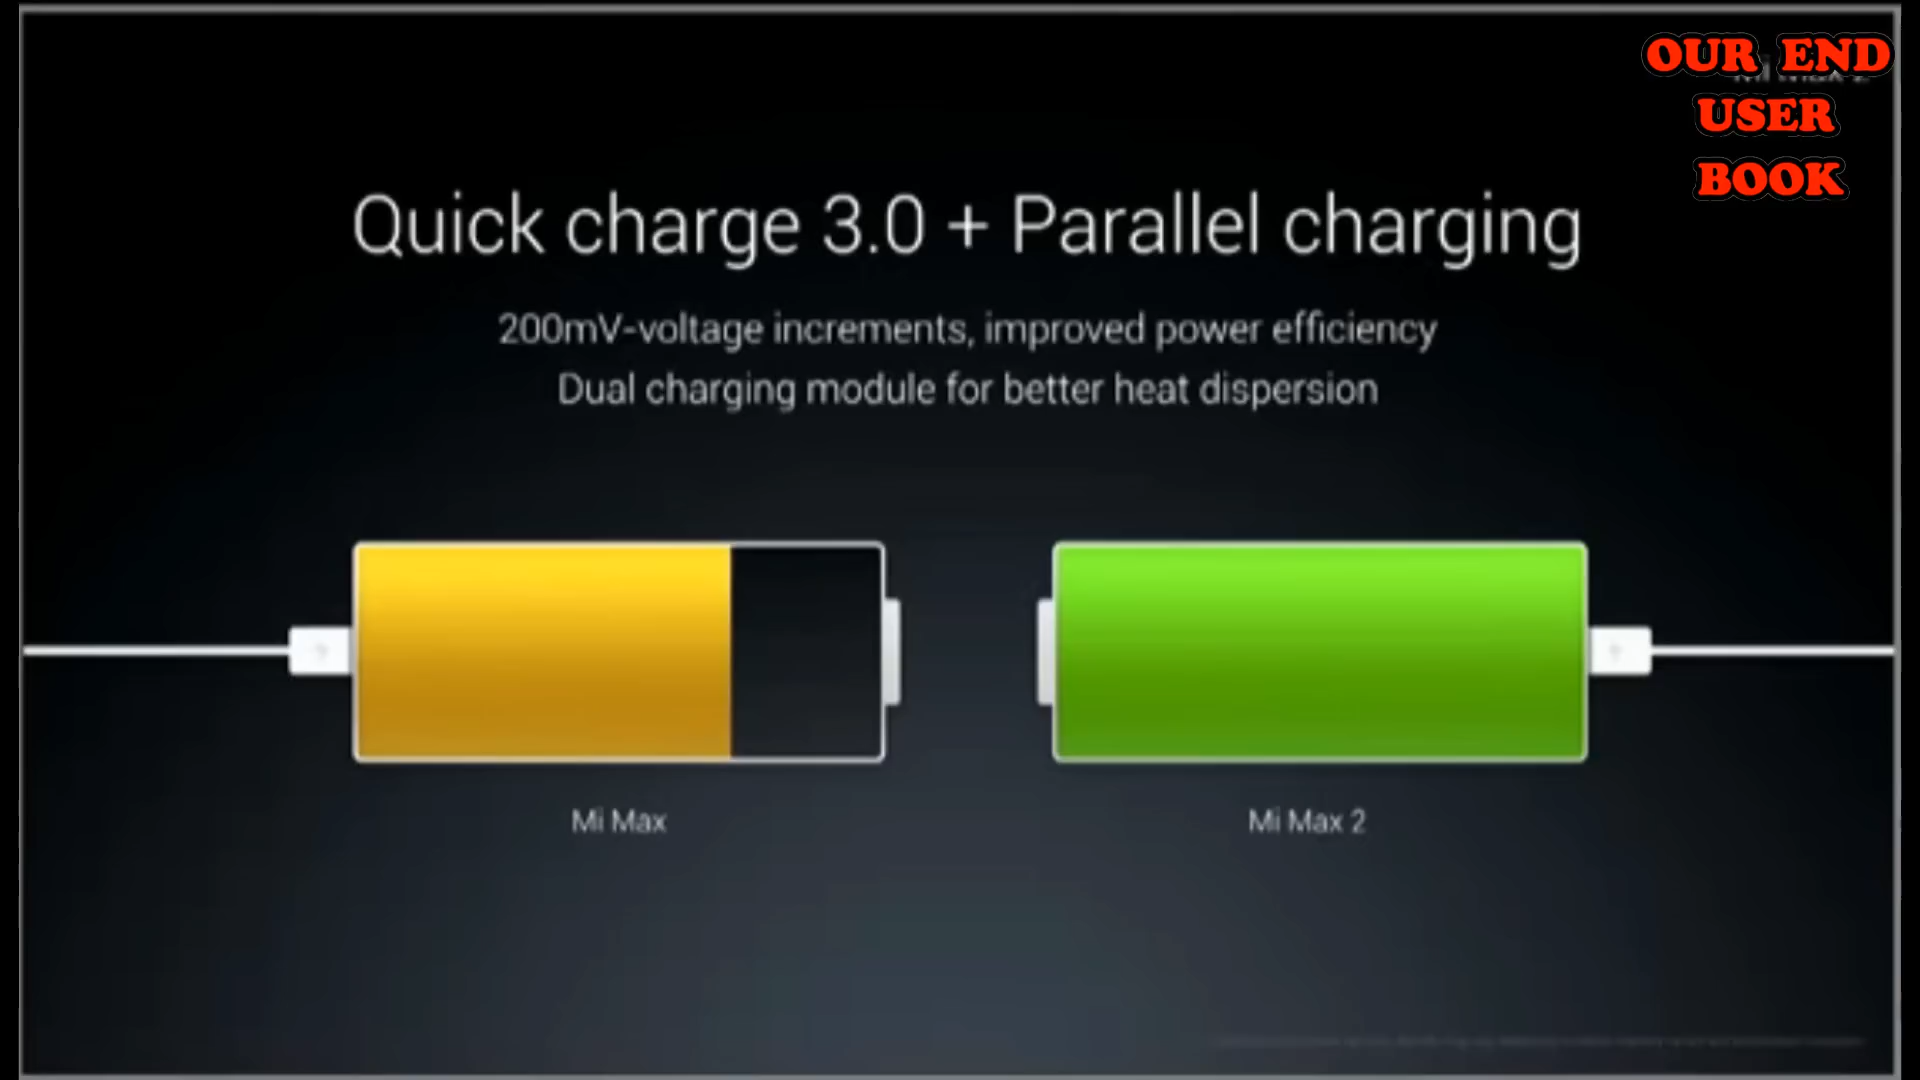 OUR END
USER
BOOK
Quick charge 3.0 + Parallel charging
200mV-voltage increments, improved power efficiency
Dual charging module for better heat dispersion
Mi Max
Mi Max 2